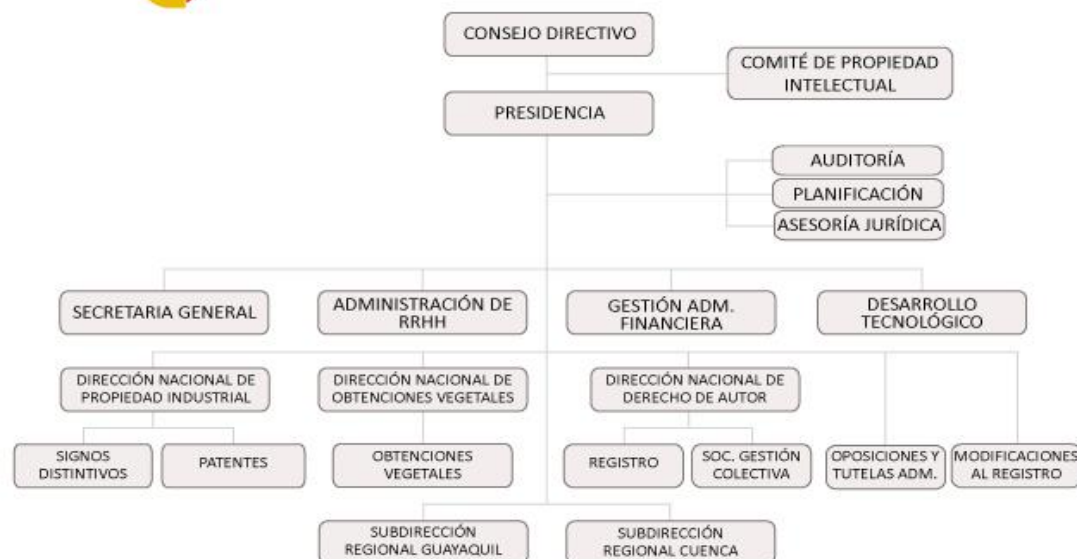 CONSEJO DIRECTIVO
COMITÉ DE PROPIEDAD
INTELECTUAL
PRESIDENCIA
AUDITORÍA
PLANIFICACIÓN
ASESORÍA JURÍDICA
SECRETARIA GENERAL
ADMINISTRACIÓN DE
RRHH
GESTIÓN ADM.
FINANCIERA
DESARROLLO
TECNOLÓGICO
DIRECCIÓN NACIONAL DE
PROPIEDAD INDUSTRIAL
DIRECCIÓN NACIONAL DE
OBTENCIONES VEGETALES
DIRECCIÓN NACIONAL DE
DERECHO DE AUTOR
SIGNOS
DISTINTIVOS
PATENTES
OBTENCIONES
VEGETALES
REGISTRO
SOC. GESTIÓN
COLECTIVA
OPOSICIONES Y
TUTELAS ADM.
MODIFICACIONES
AL REGISTRO
SUBDIRECCIÓN
REGIONAL GUAYAQUIL
SUBDIRECCIÓN
REGIONAL CUENCA